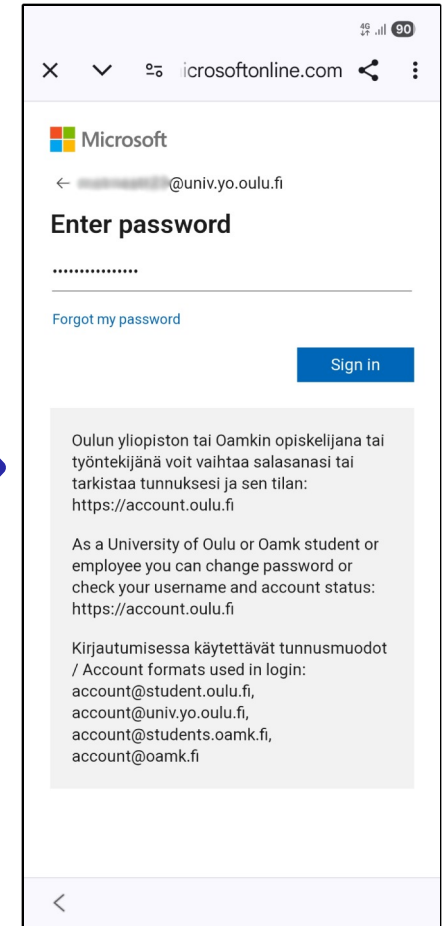 4G 90
icrosoftonline.com
Microsoft
@univ.yo.oulu.fi
Enter password
Forgot my password
Sign in
Oulun yliopiston tai Oamkin opiskelijana tai
työntekijänä voit vaihtaa salasanasi tai
tarkistaa tunnuksesi ja sen tilan:
https://account.oulu.fi
As a University of Oulu or Oamk student or
employee you can change password or
check your username and account status:
https://account.oulu.fi
Kirjautumisessa käytettävät tunnusmuodot
/ Account formats used in login:
account@student.oulu.fi,
account@univ.yo.oulu.fi,
account@students.oamk.fi,
account@oamk.fi